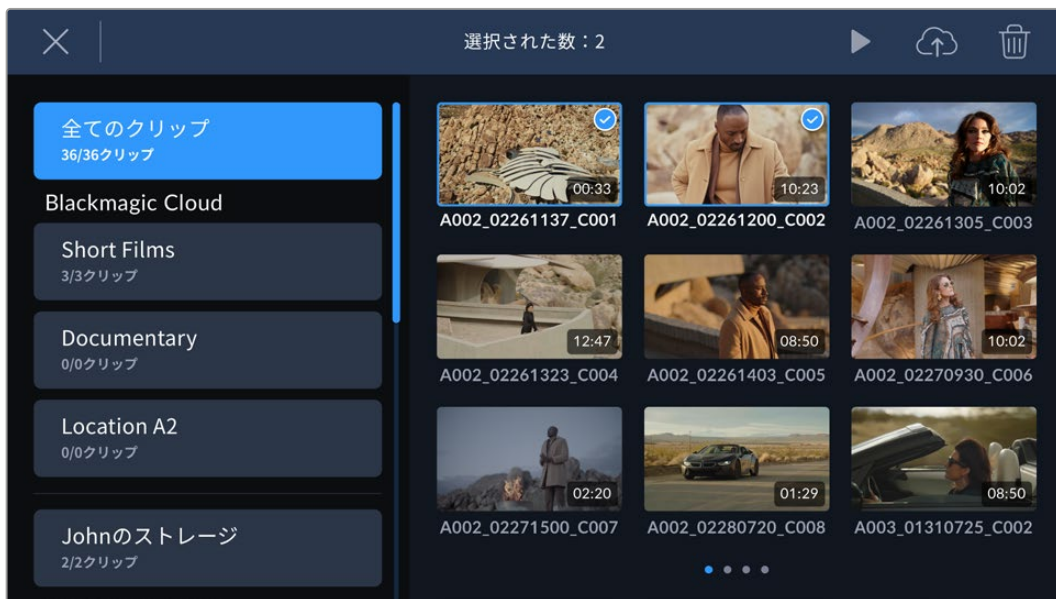 選択された数：2
全てのクリップ
36/36クリップ
Blackmagic Cloud
Short Films
3/3クリップ
Documentary
0/0クリップ
Location A2
0/0クリップ
Johnのストレージ
2/2クリップ
00:33
10:23
10:02
A002_02261137_C001
A002_02261200_C002
A002_02261305_C003
12:47
08:50
10:02
A002_02261323_C004
A002_02261403_C005
A002_02270930_C006
02:20
01:29
08:50
A002_02271500_C007
A002_02280720_C008
A003_01310725_C002